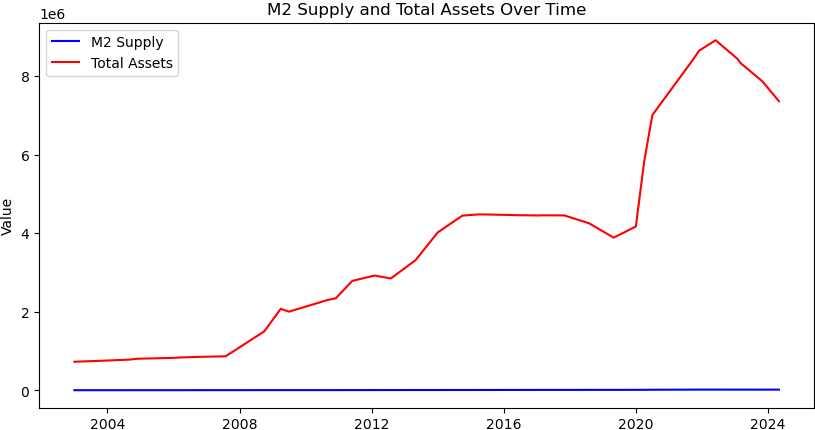 M2 Supply and Total Assets Over Time
1e6
M2 Supply
Total Assets
Value
8
6
4
2
0
2004 2008 2012 2016 2020 2024